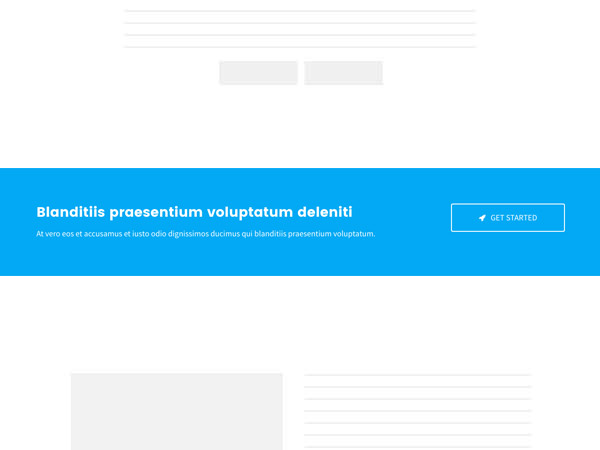 Blanditiis praesentium voluptatum deleniti
At vero eos et accusamus et iusto odio dignissimos ducimus qui blanditiis praesentium voluptatum.
GET STARTED